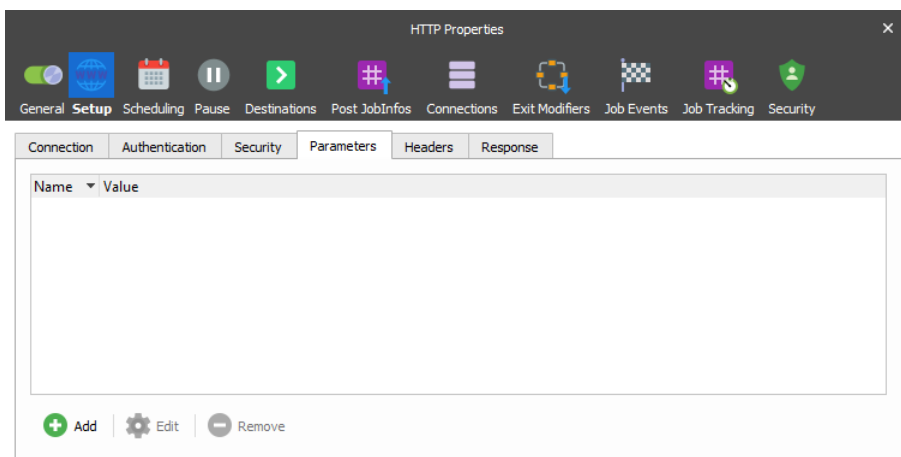 HTTP Properties
General Setup Scheduling Pause Destinations Post JobInfos Connections Exit Modifiers Job Events Job Tracking Security
Connection Authentication Security Parameters Headers Response
Name Value
Add Edit Remove